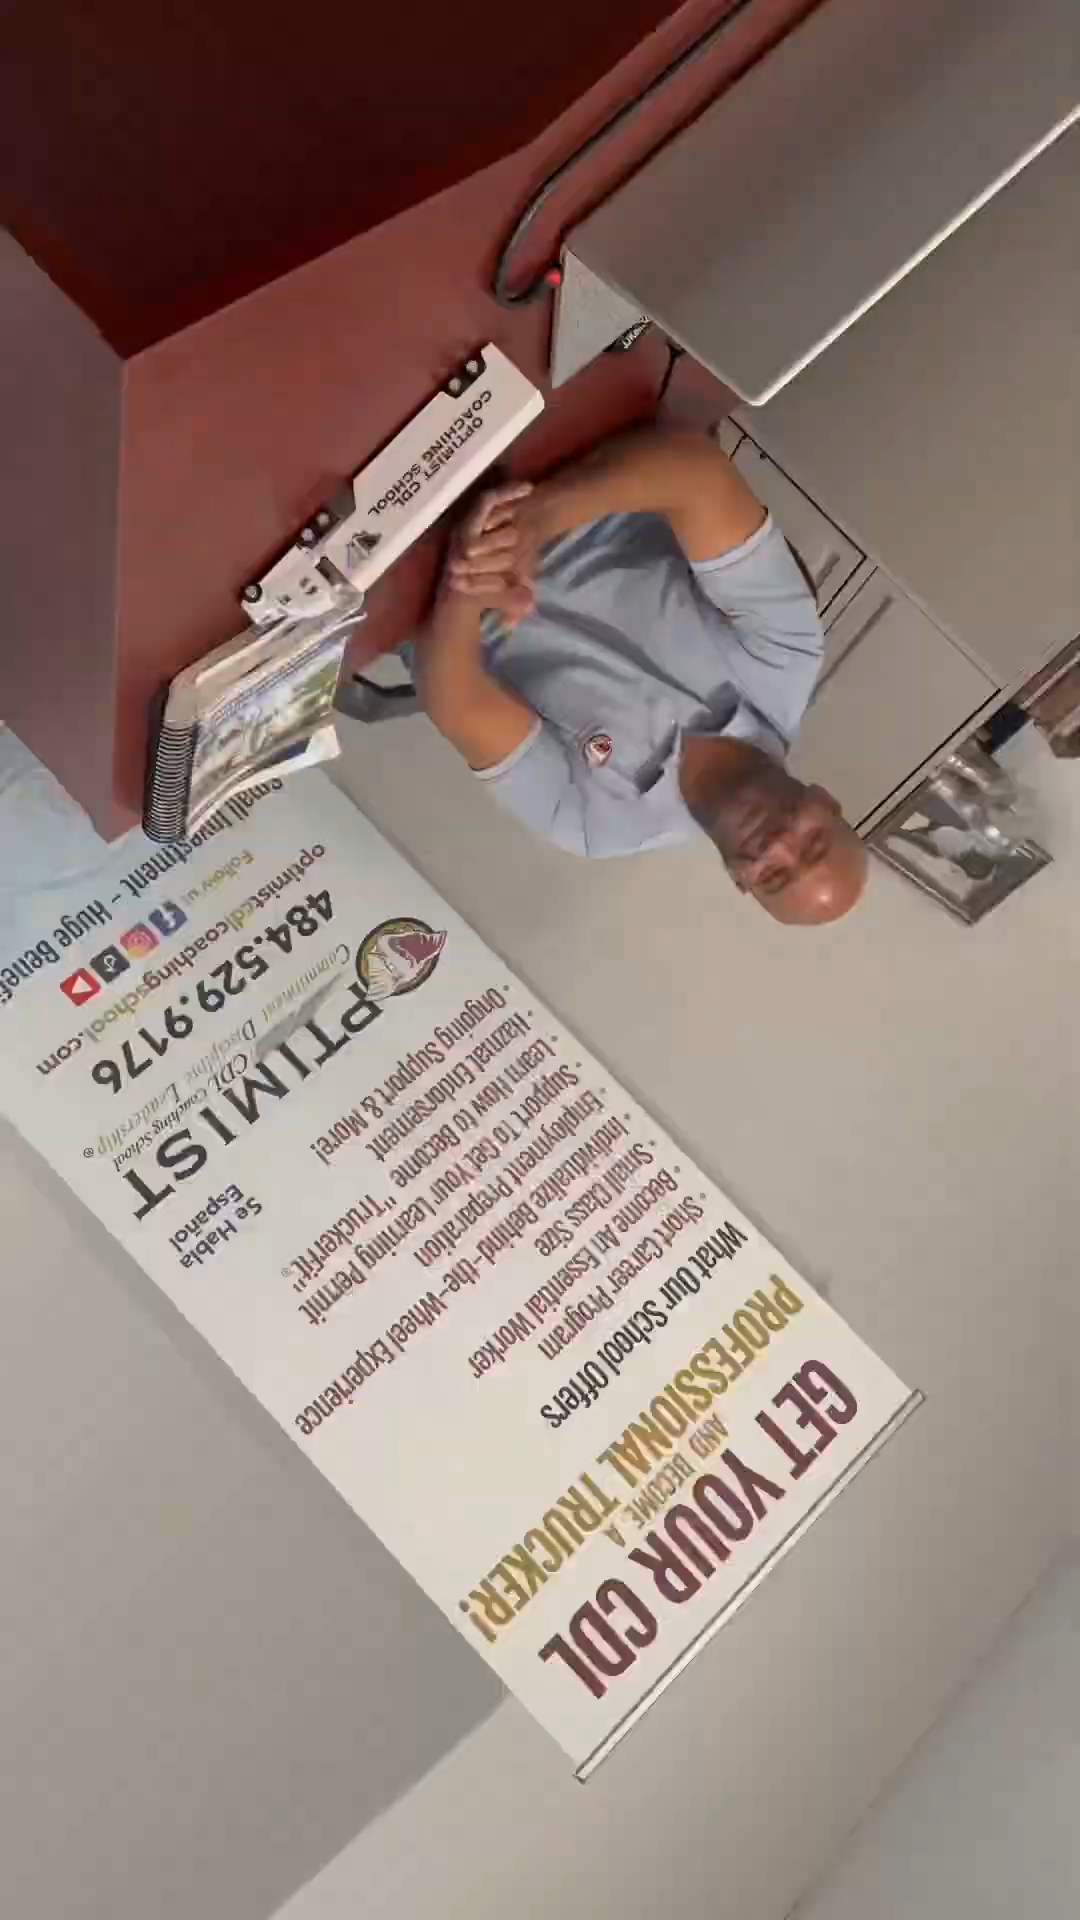 GET YOUR CDL
AND BECOME A
PROFESSIONAL TRUCKER!
What Our School Offers
• Short Career Program
• Become An Essential Worker
• Small Class Size
• Individualize Behind-the-Wheel Experience
• Employment Preparation
• Support To Get Your Learning Permit
• Learn How to Become "TruckerFit"®
• Hazmat Endorsement
• Ongoing Support & More!
Se Habla
Español
OPTIMIST
CDL Coaching School
Commitment Discipline Leadership®
484.529.9176
optimistcdlcoachingschool.com
Follow us
Small Investment - Huge Benefi
OPTIMIST CDL
COACHING SCHOOL